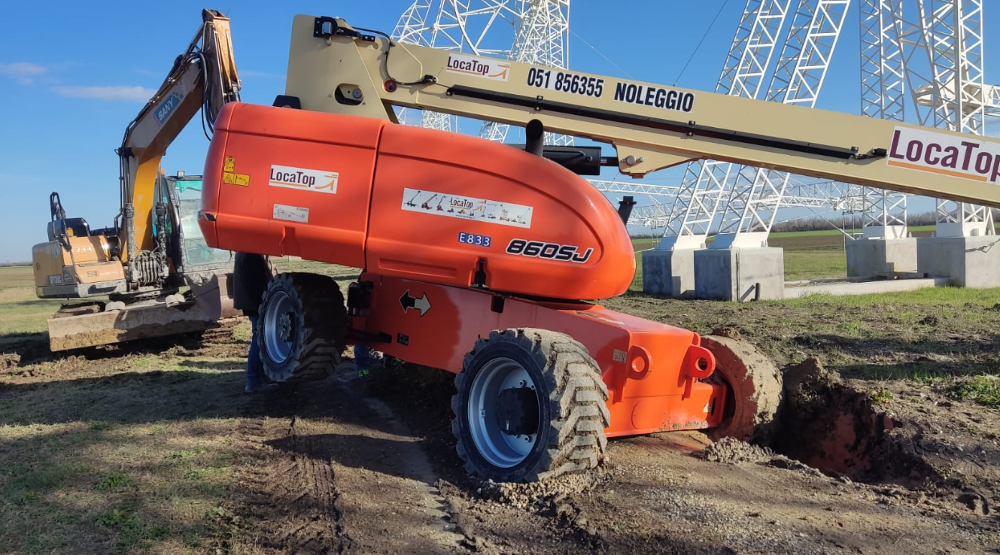 SANY
LocaTop
051 856355 NOLEGGIO
LocaTop
LocaTop
LocaTop
E833
860SJ